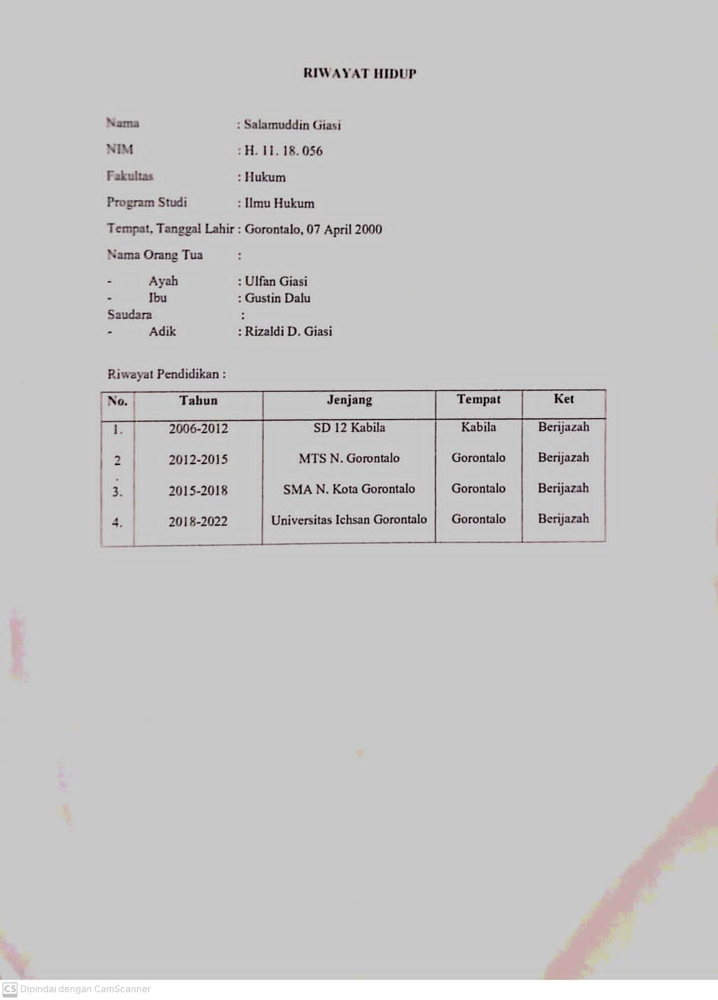 RIWAYAT HIDUP
Nama : Salamuddin Giasi
NIM : H. 11. 18. 056
Fakultas : Hukum
Program Studi : Ilmu Hukum
Tempat, Tanggal Lahir : Gorontalo, 07 April 2000
Nama Orang Tua :
- Ayah : Ulfan Giasi
- Ibu : Gustin Dalu
Saudara :
- Adik : Rizaldi D. Giasi
Riwayat Pendidikan :
No. Tahun Jenjang Tempat Ket
1. 2006-2012 SD 12 Kabila Kabila Berijazah
2 2012-2015 MTS N. Gorontalo Gorontalo Berijazah
.
3. 2015-2018 SMA N. Kota Gorontalo Gorontalo Berijazah
4. 2018-2022 Universitas Ichsan Gorontalo Gorontalo Berijazah
CS Dipindai dengan CamScanner